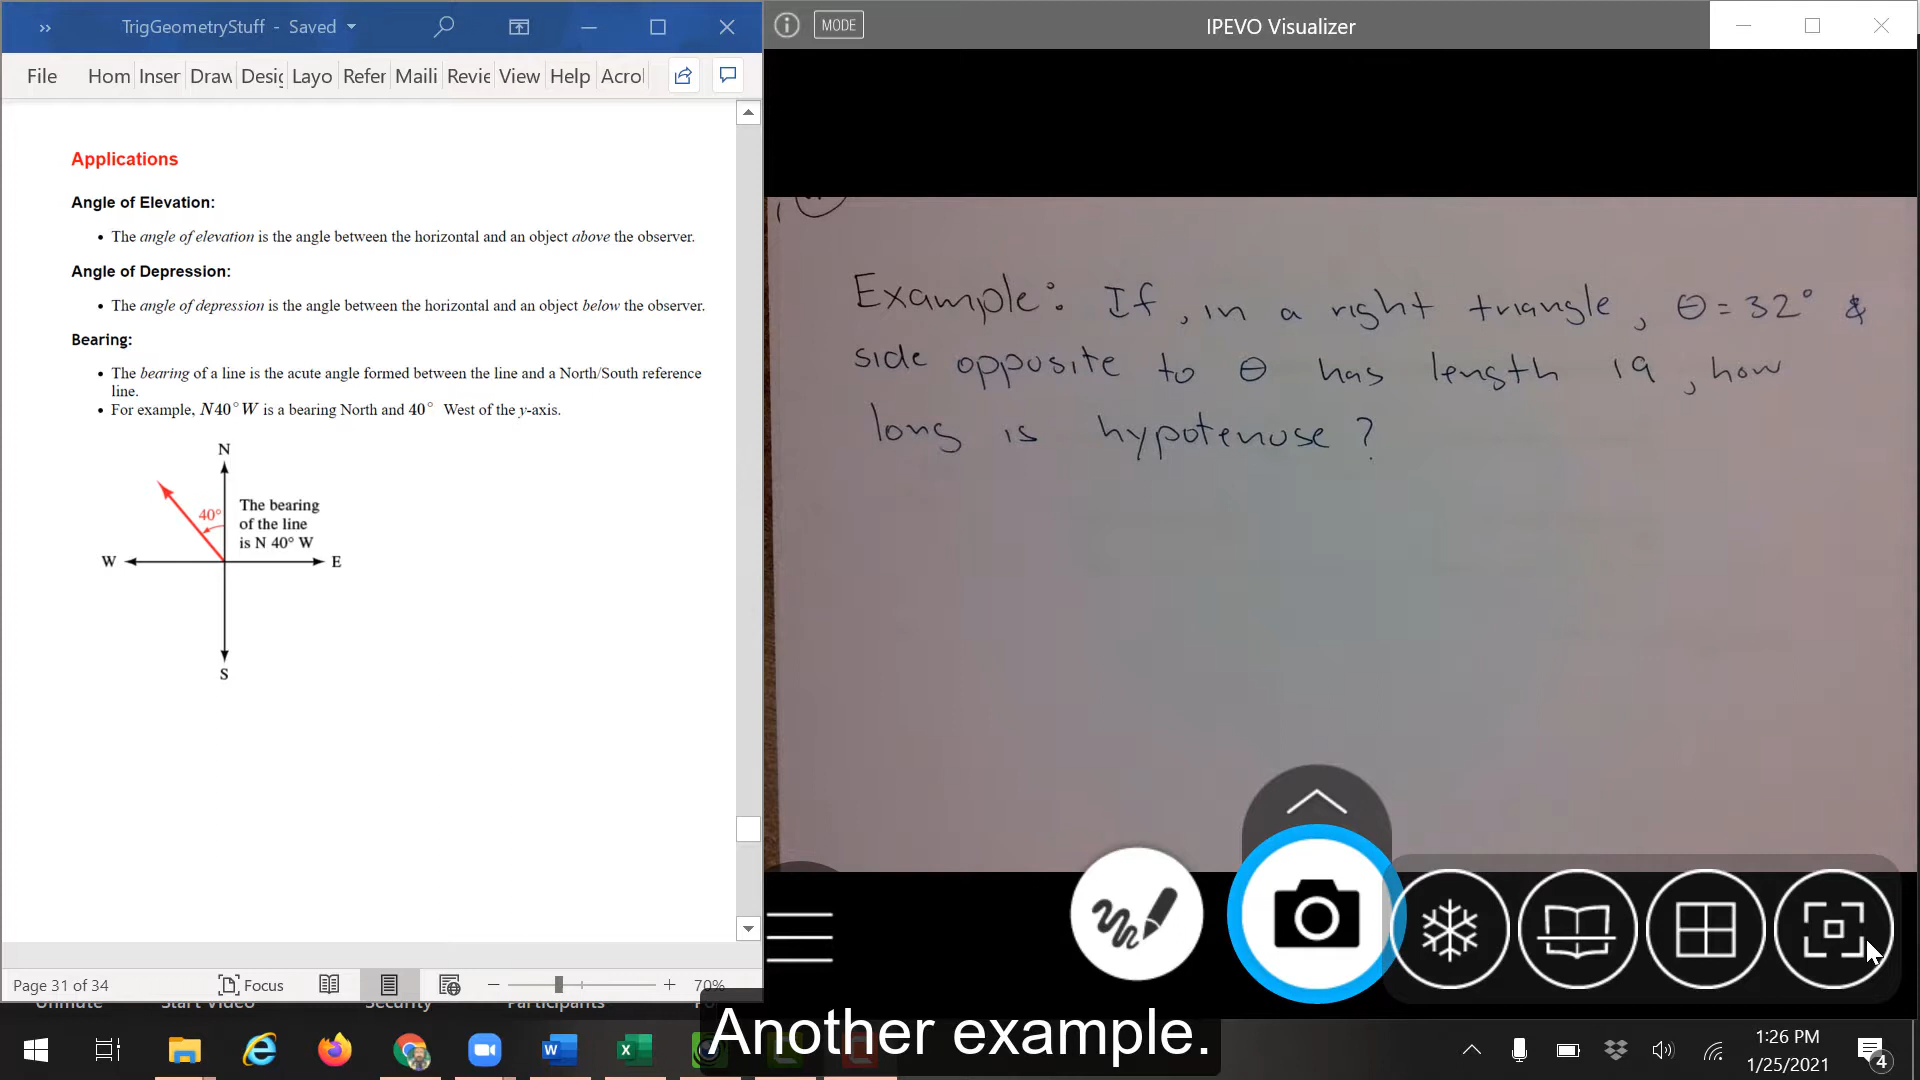 TrigGeometryStuff - Saved
File Hom Inser Draw Desig Layo Refer Maili Revie View Help Acrol
Applications
Angle of Elevation:
• The angle of elevation is the angle between the horizontal and an object above the observer.
Angle of Depression:
• The angle of depression is the angle between the horizontal and an object below the observer.
Bearing:
• The bearing of a line is the acute angle formed between the line and a North/South reference
line.
• For example, N40°W is a bearing North and 40° West of the y-axis.
N
40°
The bearing
of the line
is N 40° W
W
E
S
Page 31 of 34
Focus
70%
MODE
IPEVO Visualizer
Example: If, in a right triangle, θ = 32° &
side opposite to θ has length 19, how
long is hypotenuse?
Start Video Security Participants
Another example.
1:26 PM
1/25/2021
4